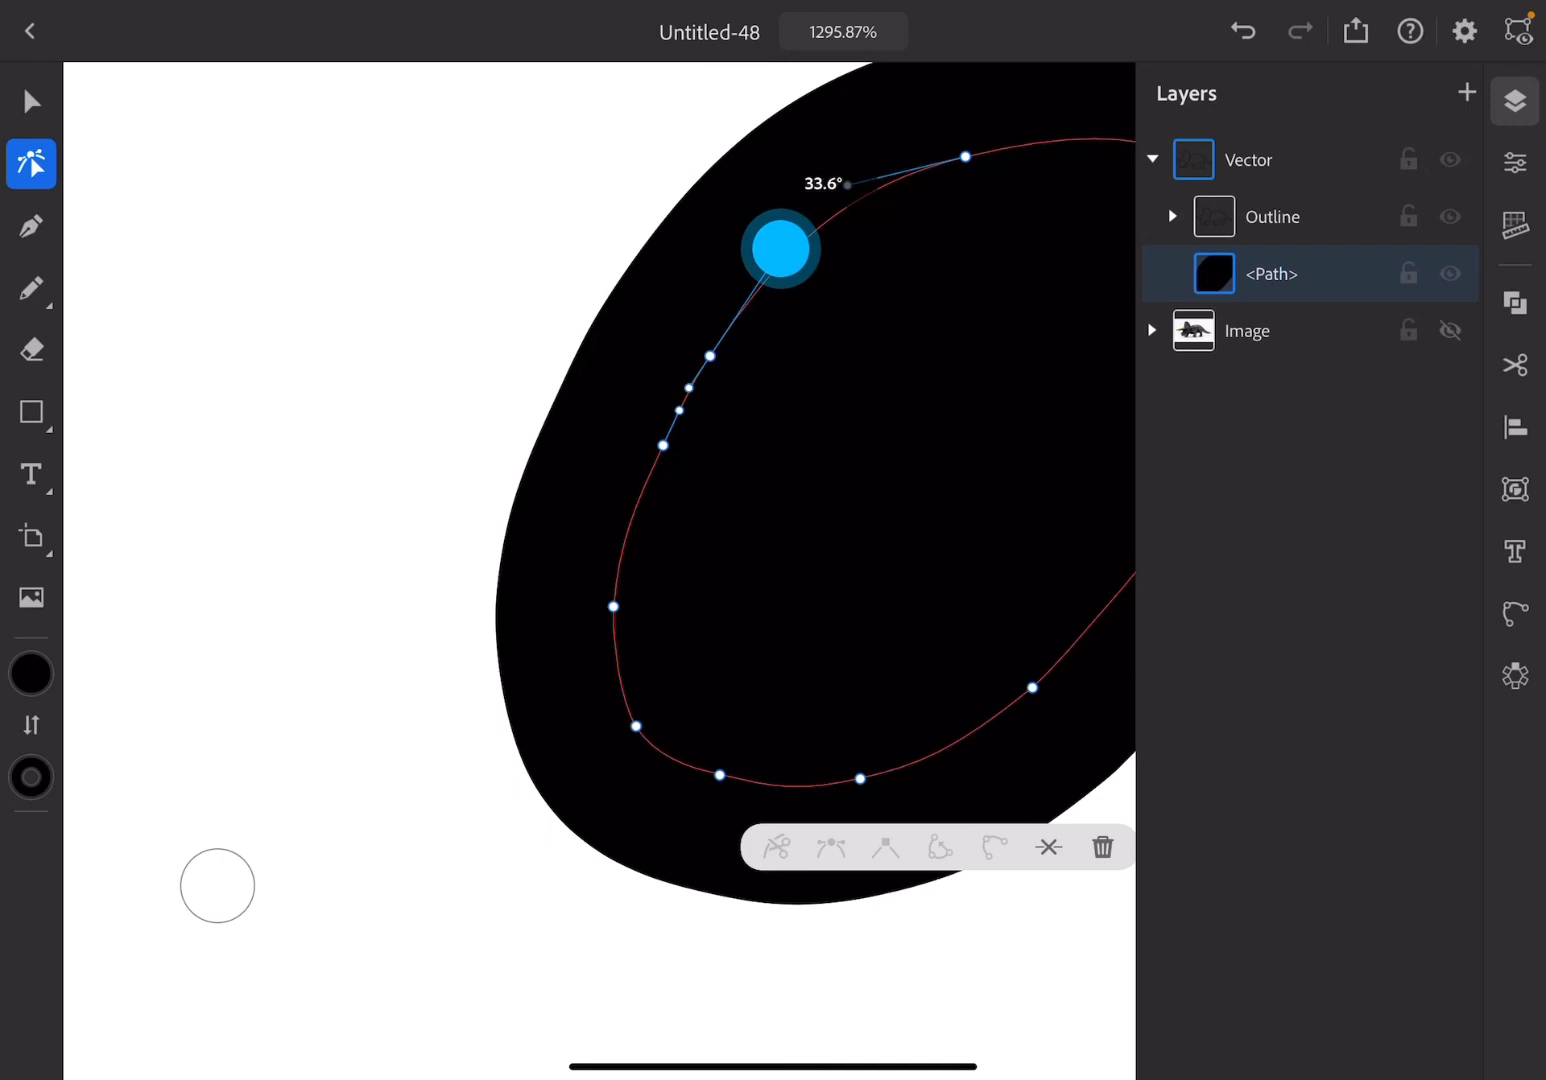 Untitled-48
1295.87%
Layers
Vector
33.6°
Outline
<Path>
Image